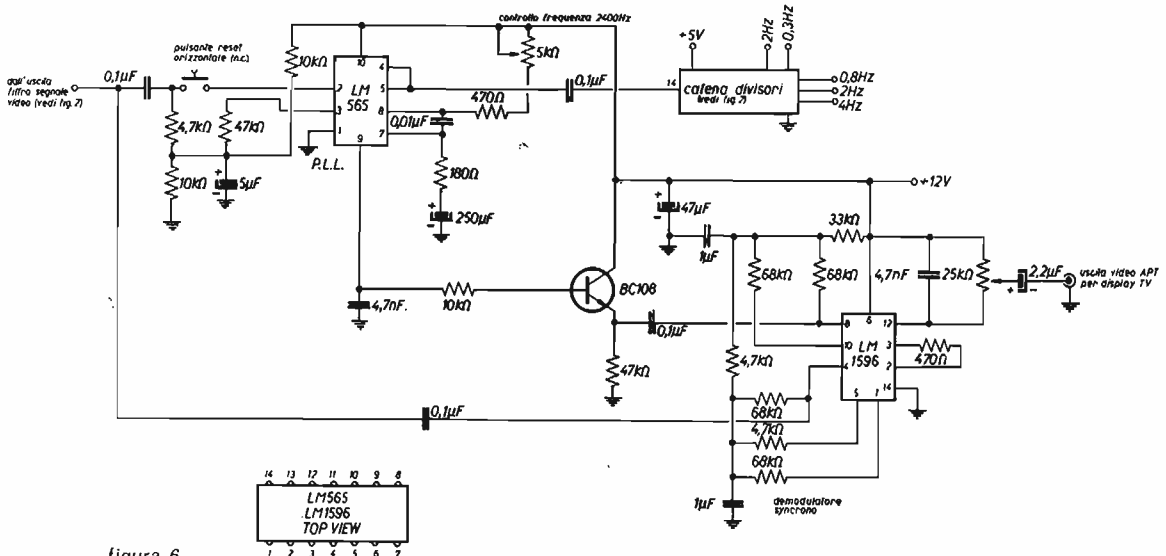 controllo frequenza 2400Hz
+5V
2Hz
0,3Hz
pulsante reset
orizzontale (n.c.)
10kΩ
10
5kΩ
dall'uscita
filtro segnale
video (vedi fig. 2)
0,1µF
2
3
1
9
LM
565
4
5
8
7
0,1µF
14
catena divisori
(vedi fig. 2)
0,8Hz
2Hz
4Hz
470Ω
0,01µF
4,7kΩ
47kΩ
P.L.L.
10kΩ
5µF
180Ω
250µF
+12V
47µF
1µF
33kΩ
68kΩ
68kΩ
4,7nF
25kΩ
2,2µF
uscita video APT
per display TV
BC108
4,7nF.
10kΩ
0,1µF
8
6
12
10
LM
1596
3
4
2
5
1
14
470Ω
47kΩ
4,7kΩ
0,1µF
68kΩ
4,7kΩ
68kΩ
1µF
demodulatore
syncrono
14 13 12 11 10 9 8
LM565
LM1596
TOP VIEW
1 2 3 4 5 6 7
figura 6